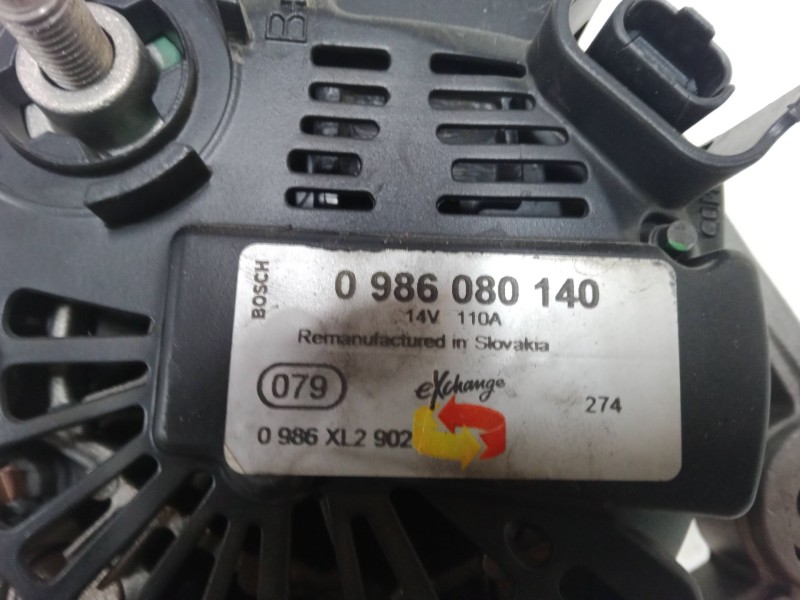 B+
BOSCH
0 986 080 140
14V 110A
Remanufactured in Slovakia
079
eXchange
274
0 986 XL2 902